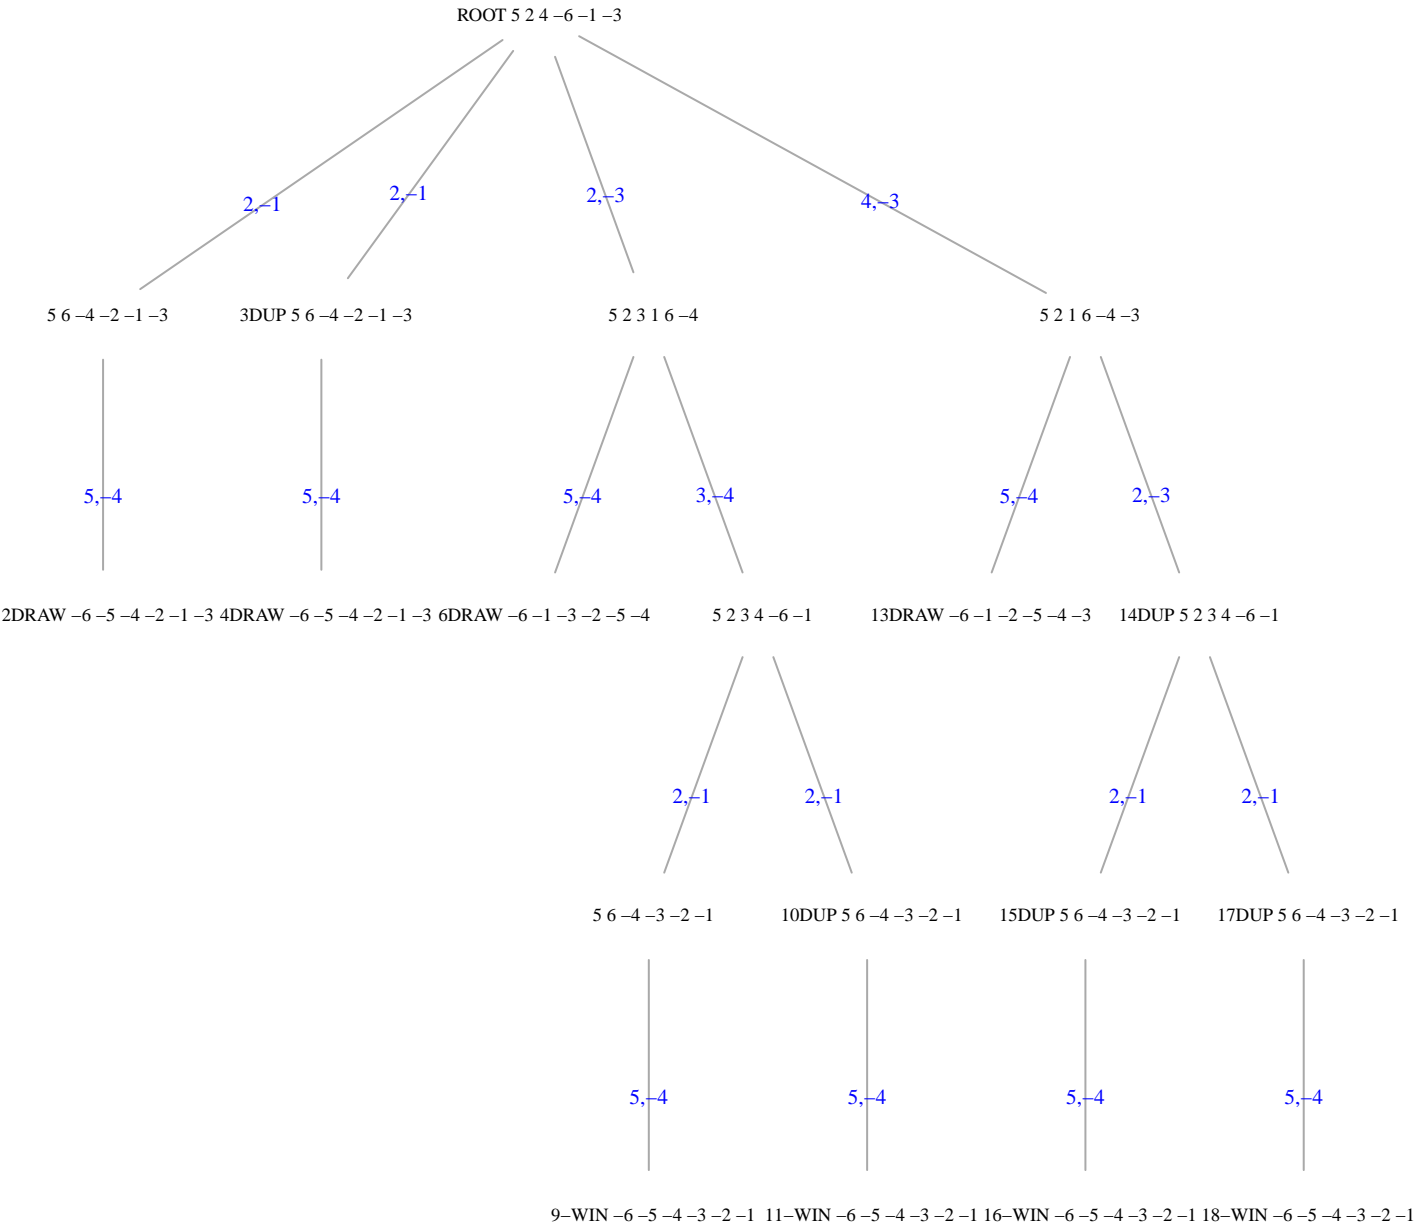 ROOT 5 2 4 –6 –1 –3
2,–1
2,–1
2,–3
4,–3
5 6 –4 –2 –1 –3
3DUP 5 6 –4 –2 –1 –3
5 2 3 1 6 –4
5 2 1 6 –4 –3
5,–4
5,–4
5,–4
3,–4
5,–4
2,–3
2DRAW –6 –5 –4 –2 –1 –3
4DRAW –6 –5 –4 –2 –1 –3
6DRAW –6 –1 –3 –2 –5 –4
5 2 3 4 –6 –1
13DRAW –6 –1 –2 –5 –4 –3
14DUP 5 2 3 4 –6 –1
2,–1
2,–1
2,–1
2,–1
5 6 –4 –3 –2 –1
10DUP 5 6 –4 –3 –2 –1
15DUP 5 6 –4 –3 –2 –1
17DUP 5 6 –4 –3 –2 –1
5,–4
5,–4
5,–4
5,–4
9–WIN –6 –5 –4 –3 –2 –1
11–WIN –6 –5 –4 –3 –2 –1
16–WIN –6 –5 –4 –3 –2 –1
18–WIN –6 –5 –4 –3 –2 –1